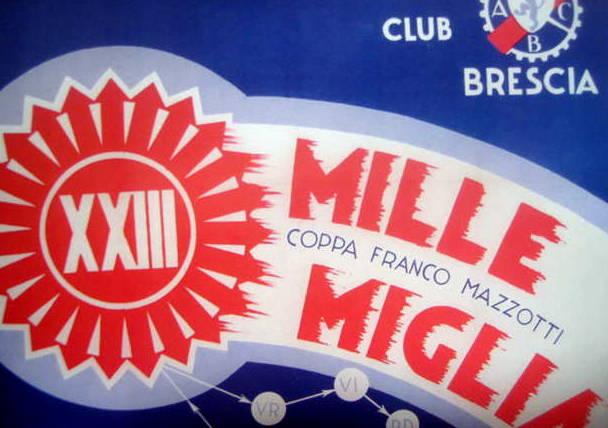 CLUB
A C
B
BRESCIA
XXIII
MILLE
COPPA FRANCO MAZZOTTI
MIGLIA
VR
VI